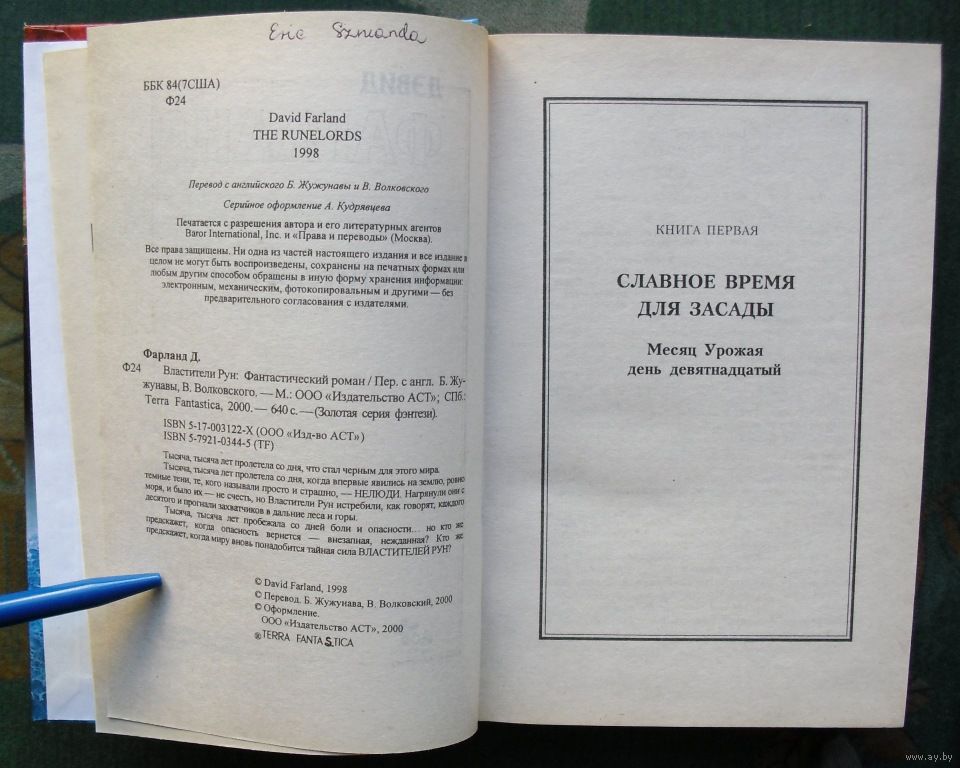 Eric Szmanda
ББК 84(7США)
Ф24
David Farland
THE RUNELORDS
1998
Перевод с английского Б. Жужунавы и В. Волковского
Серийное оформление А. Кудрявцева
Печатается с разрешения автора и его литературных агентов
Baror International, Inc. и «Права и переводы» (Москва).
Все права защищены. Ни одна из частей настоящего издания и все издание в
целом не могут быть воспроизведены, сохранены на печатных формах или
любым другим способом обращены в иную форму хранения информации:
электронным, механическим, фотокопировальным и другими — без
предварительного согласования с издателями.
Фарланд Д.
Ф24 Властители Рун: Фантастический роман / Пер. с англ. Б. Жу-
жунавы, В. Волковского. — М.: ООО «Издательство АСТ»; СПб.:
Terra Fantastica, 2000. — 640 с. — (Золотая серия фэнтези).
ISBN 5-17-003122-X (ООО «Изд-во АСТ»)
ISBN 5-7921-0344-5 (TF)
Тысяча, тысяча лет пролетела со дня, что стал черным для этого мира.
Тысяча, тысяча лет пролетела со дня, когда впервые явились на землю, ровно
темные тени, те, кого называли просто и страшно, — НЕЛЮДИ. Нагрянули они с
моря, и было их — не счесть, но Властители Рун истребили, как говорят, каждого
десятого и прогнали захватчиков в дальние леса и горы.
Тысяча, тысяча лет пробежала со дней боли и опасности... но кто же
предскажет, когда опасность вернется — внезапная, нежданная? Кто же
предскажет, когда миру вновь понадобится тайная сила ВЛАСТИТЕЛЕЙ РУН?
© David Farland, 1998
© Перевод. Б. Жужунава, В. Волковский, 2000
© Оформление.
ООО «Издательство АСТ», 2000
® TERRA FANTASTICA
КНИГА ПЕРВАЯ
СЛАВНОЕ ВРЕМЯ
ДЛЯ ЗАСАДЫ
Месяц Урожая
день девятнадцатый
www.ay.by